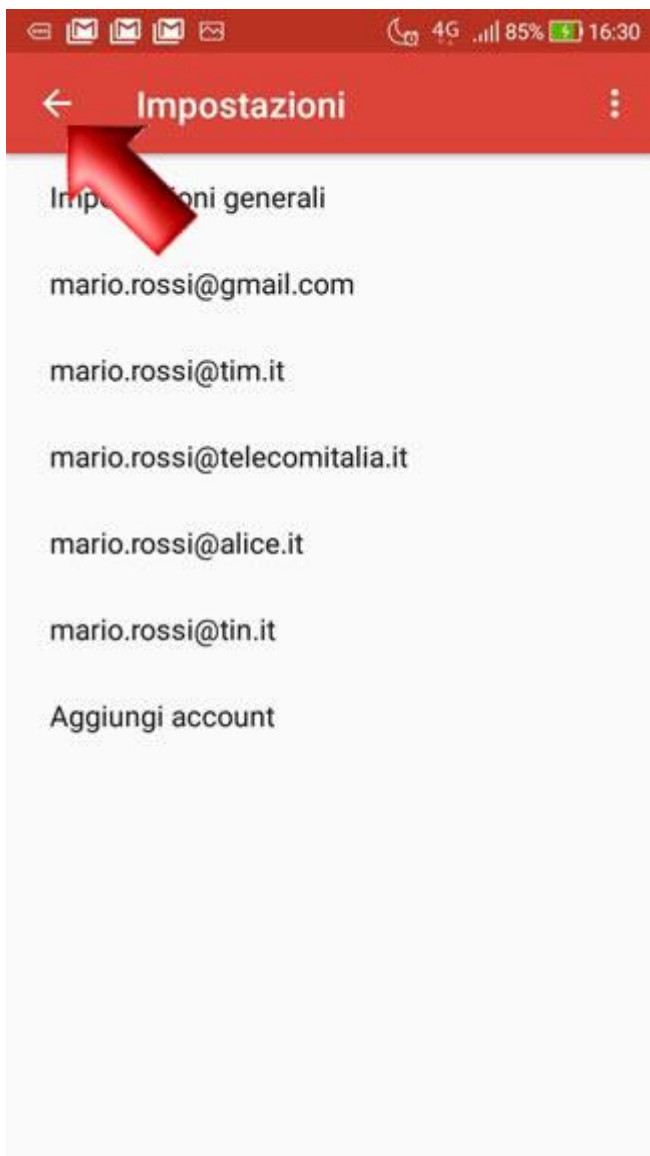 4G 85% 16:30
Impostazioni
generali
mario.rossi@gmail.com
mario.rossi@tim.it
mario.rossi@telecomitalia.it
mario.rossi@alice.it
mario.rossi@tin.it
Aggiungi account